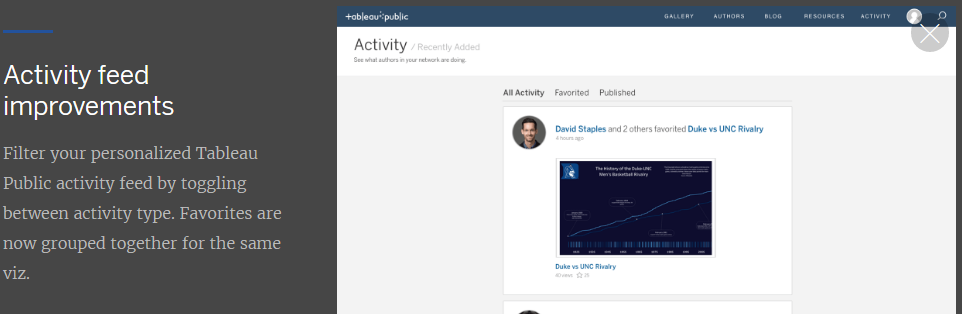 Activity feed
improvements
Filter your personalized Tableau
Public activity feed by toggling
between activity type. Favorites are
now grouped together for the same
viz.
+ableau+public
GALLERY AUTHORS BLOG RESOURCES ACTIVITY
Activity / Recently Added
See what authors in your network are doing.
All Activity Favorited Published
David Staples and 2 others favorited Duke vs UNC Rivalry
4 hours ago
The History of the Duke-UNC
Men's Basketball Rivalry
Duke vs UNC Rivalry